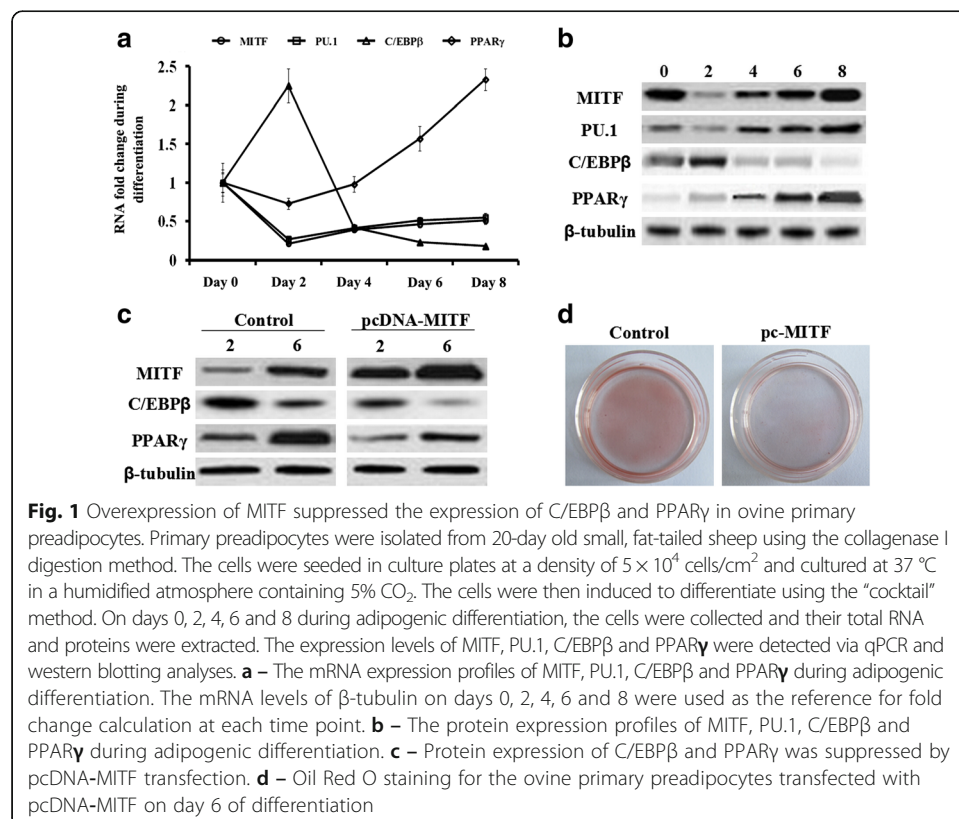 a
MITF PU.1 C/EBPβ PPARγ
RNA fold change during
differentiation
2.5
2
1.5
1
0.5
0
Day 0 Day 2 Day 4 Day 6 Day 8
b
0 2 4 6 8
MITF
PU.1
C/EBPβ
PPARγ
β-tubulin
c
Control pcDNA-MITF
2 6 2 6
MITF
C/EBPβ
PPARγ
β-tubulin
d
Control pc-MITF
Fig. 1 Overexpression of MITF suppressed the expression of C/EBPβ and PPARγ in ovine primary
preadipocytes. Primary preadipocytes were isolated from 20-day old small, fat-tailed sheep using the collagenase I
digestion method. The cells were seeded in culture plates at a density of 5 × 10⁴ cells/cm² and cultured at 37 °C
in a humidified atmosphere containing 5% CO₂. The cells were then induced to differentiate using the “cocktail”
method. On days 0, 2, 4, 6 and 8 during adipogenic differentiation, the cells were collected and their total RNA
and proteins were extracted. The expression levels of MITF, PU.1, C/EBPβ and PPARγ were detected via qPCR and
western blotting analyses. a – The mRNA expression profiles of MITF, PU.1, C/EBPβ and PPARγ during adipogenic
differentiation. The mRNA levels of β-tubulin on days 0, 2, 4, 6 and 8 were used as the reference for fold
change calculation at each time point. b – The protein expression profiles of MITF, PU.1, C/EBPβ and
PPARγ during adipogenic differentiation. c – Protein expression of C/EBPβ and PPARγ was suppressed by
pcDNA-MITF transfection. d – Oil Red O staining for the ovine primary preadipocytes transfected with
pcDNA-MITF on day 6 of differentiation